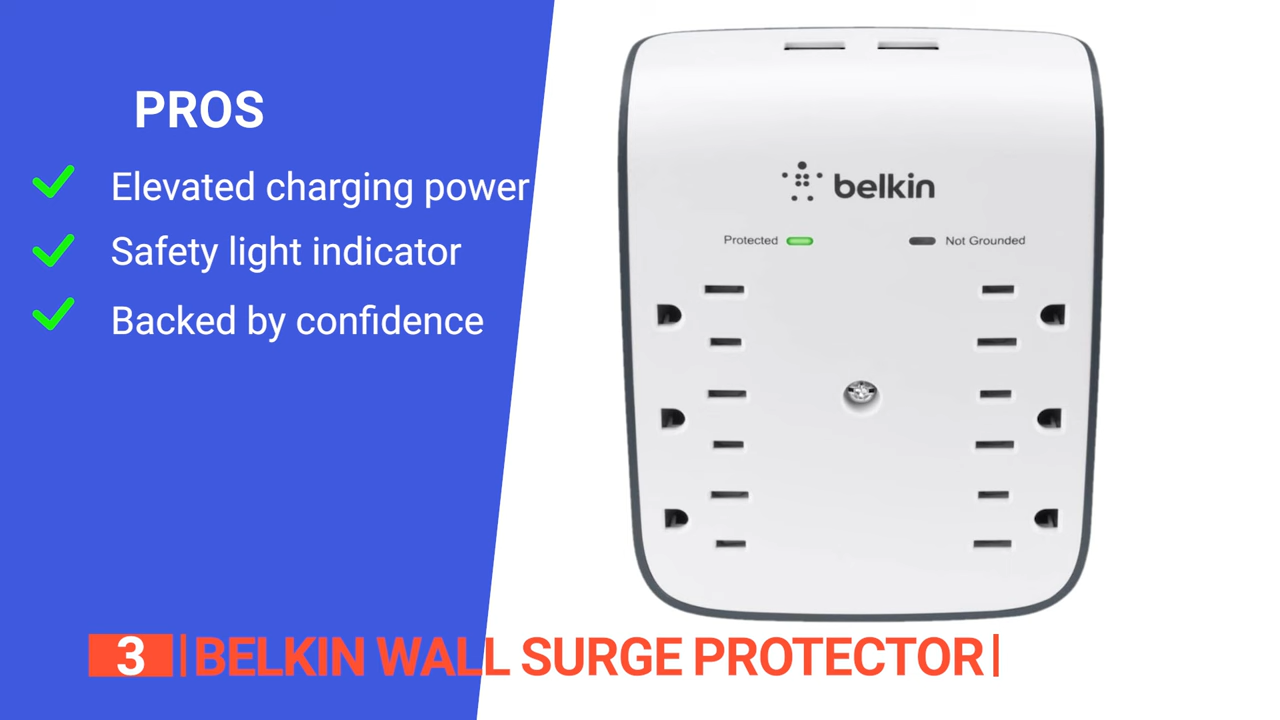 PROS
Elevated charging power
Safety light indicator
Backed by confidence
belkin
Protected
Not Grounded
3
BELKIN WALL SURGE PROTECTOR